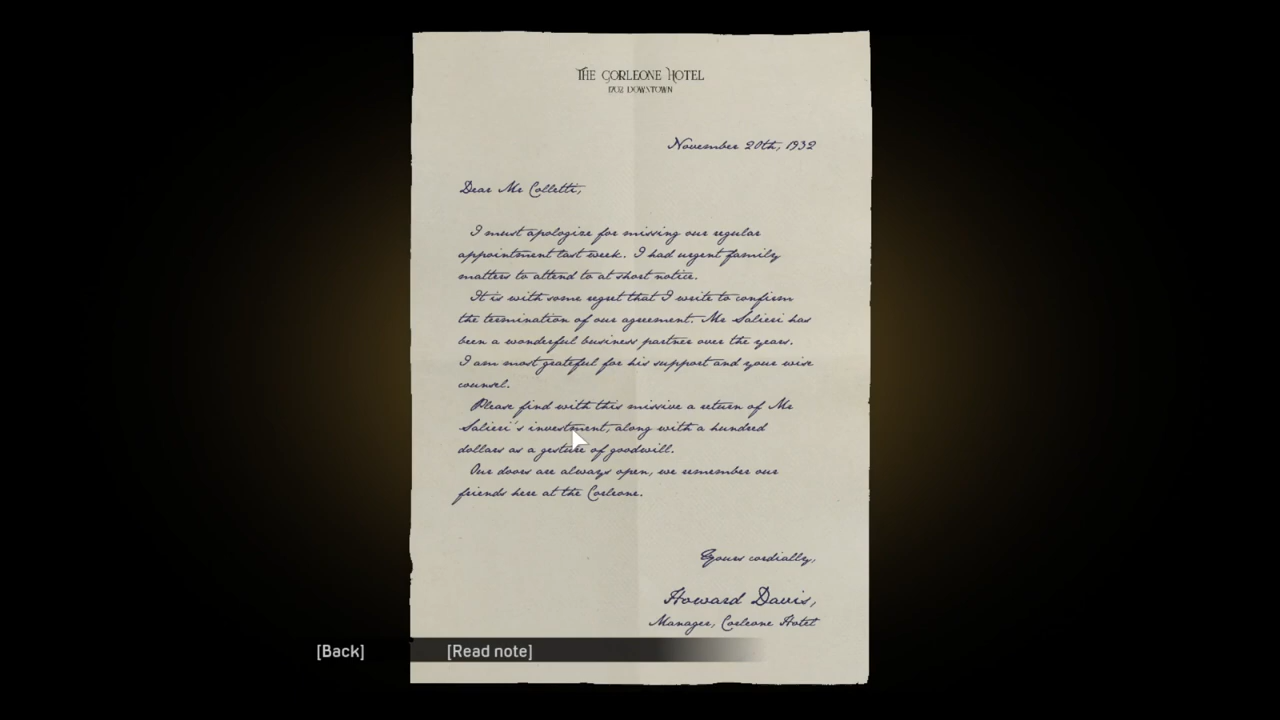 THE CORLEONE HOTEL
1702 DOWNTOWN
November 20th, 1932
Dear Mr Colletti,
I must apologize for missing our regular
appointment last week. I had urgent family
matters to attend to at short notice.
It is with some regret that I write to confirm
the termination of our agreement. Mr Salieri has
been a wonderful business partner over the years.
I am most grateful for his support and your wise
counsel.
Please find with this missive a return of Mr
Salieri's investment, along with a hundred
dollars as a gesture of goodwill.
Our doors are always open, we remember our
friends here at the Corleone.
Yours cordially,
Howard Davis,
Manager, Corleone Hotel
[Back] [Read note]